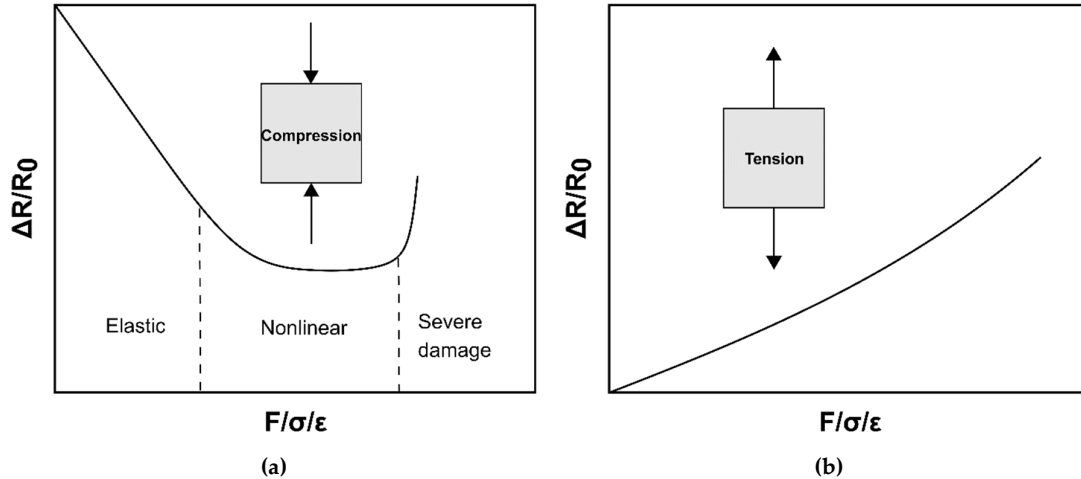 ΔR/R0
Compression
Elastic
Nonlinear
Severe
damage
F/σ/ε
(a)
ΔR/R0
Tension
F/σ/ε
(b)